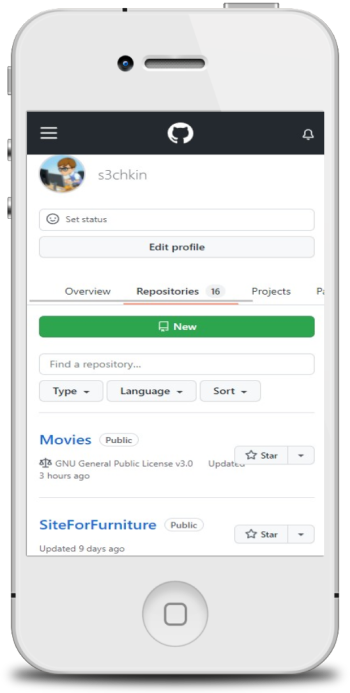 s3chkin
Set status
Edit profile
Overview Repositories 16 Projects
New
Find a repository...
Type Language Sort
Movies Public
Star
GNU General Public License v3.0 Updated
3 hours ago
SiteForFurniture Public
Star
Updated 9 days ago